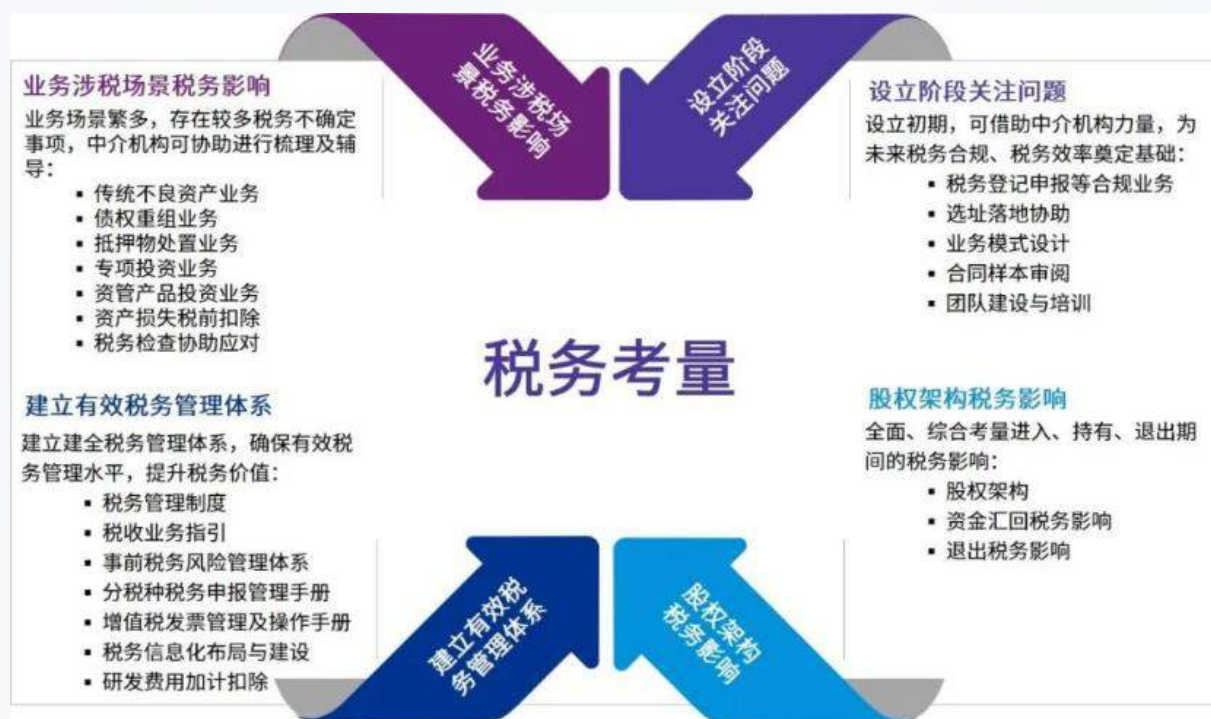 业务涉税场
景税务影响
设立阶段
关注问题
业务涉税场景税务影响
业务场景繁多，存在较多税务不确定
事项，中介机构可协助进行梳理及辅
导：
▪ 传统不良资产业务
▪ 债权重组业务
▪ 抵押物处置业务
▪ 专项投资业务
▪ 资管产品投资业务
▪ 资产损失税前扣除
▪ 税务检查协助应对
设立阶段关注问题
设立初期，可借助中介机构力量，为
未来税务合规、税务效率奠定基础：
▪ 税务登记申报等合规业务
▪ 选址落地协助
▪ 业务模式设计
▪ 合同样本审阅
▪ 团队建设与培训
税务考量
建立有效税务管理体系
建立建全税务管理体系，确保有效税
务管理水平，提升税务价值：
▪ 税务管理制度
▪ 税收业务指引
▪ 事前税务风险管理体系
▪ 分税种税务申报管理手册
▪ 增值税发票管理及操作手册
▪ 税务信息化布局与建设
▪ 研发费用加计扣除
股权架构税务影响
全面、综合考量进入、持有、退出期
间的税务影响：
▪ 股权架构
▪ 资金汇回税务影响
▪ 退出税务影响
建立有效税
务管理体系
股权架构
税务影响